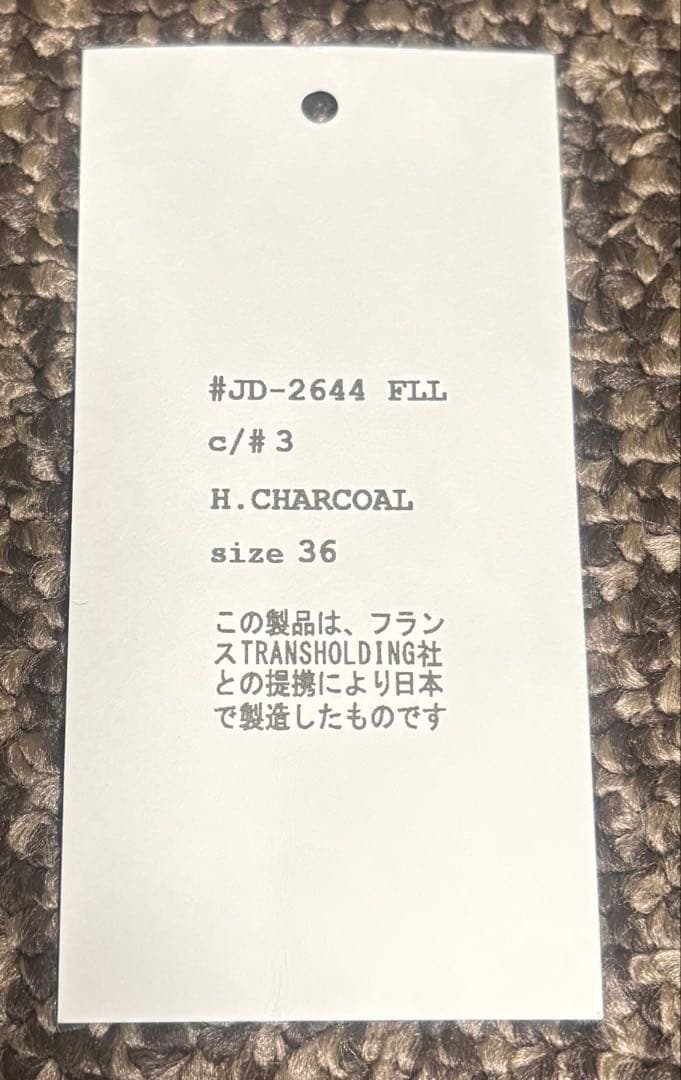 #JD-2644 FLL
c/# 3
H.CHARCOAL
size 36
この製品は、フラン
スTRANSHOLDING社
との提携により日本
で製造したものです